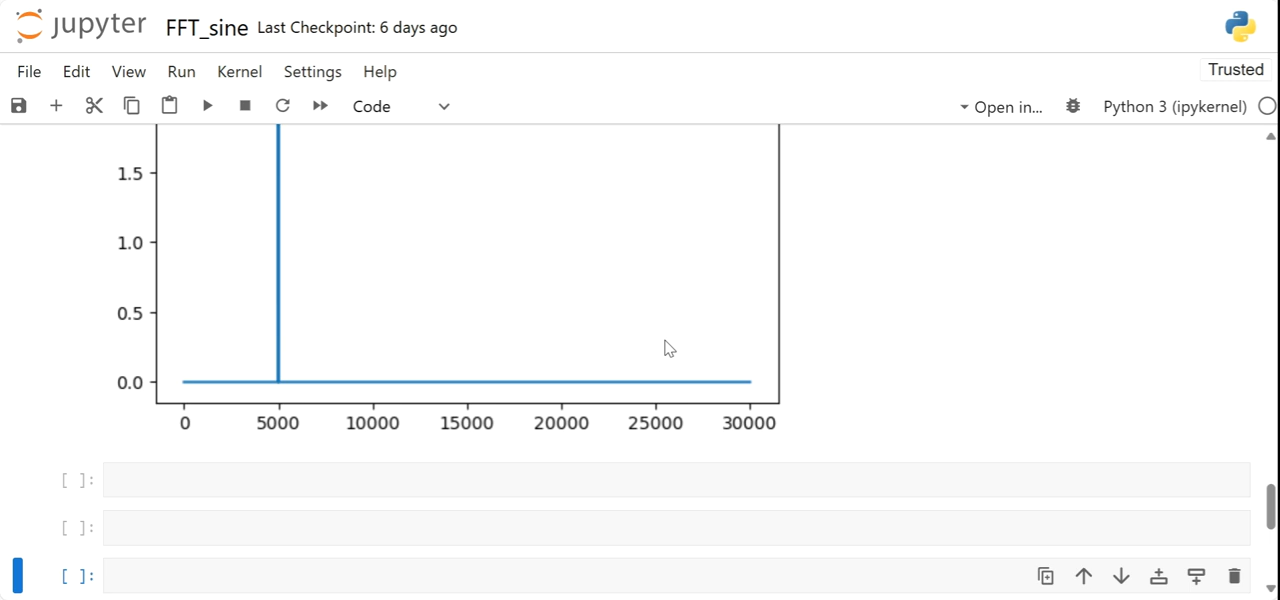 jupyter FFT_sine Last Checkpoint: 6 days ago
File Edit View Run Kernel Settings Help Trusted
Code Open in... Python 3 (ipykernel)
1.5
1.0
0.5
0.0
0 5000 10000 15000 20000 25000 30000
[ ]:
[ ]:
[ ]: